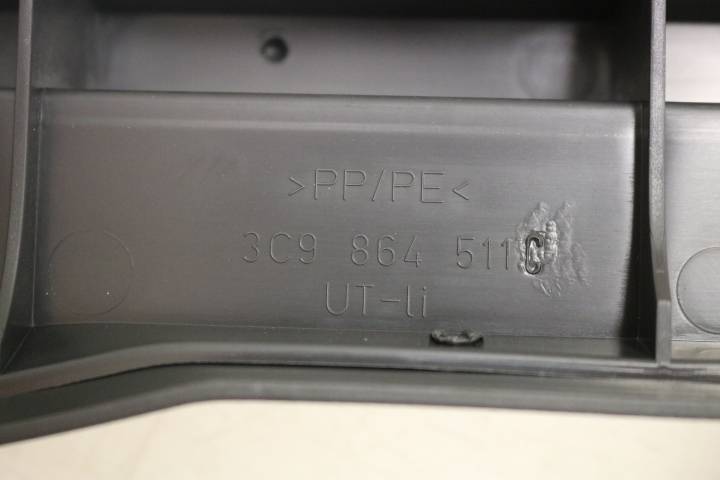 >PP/PE<
3C9 864 511C
UT-li